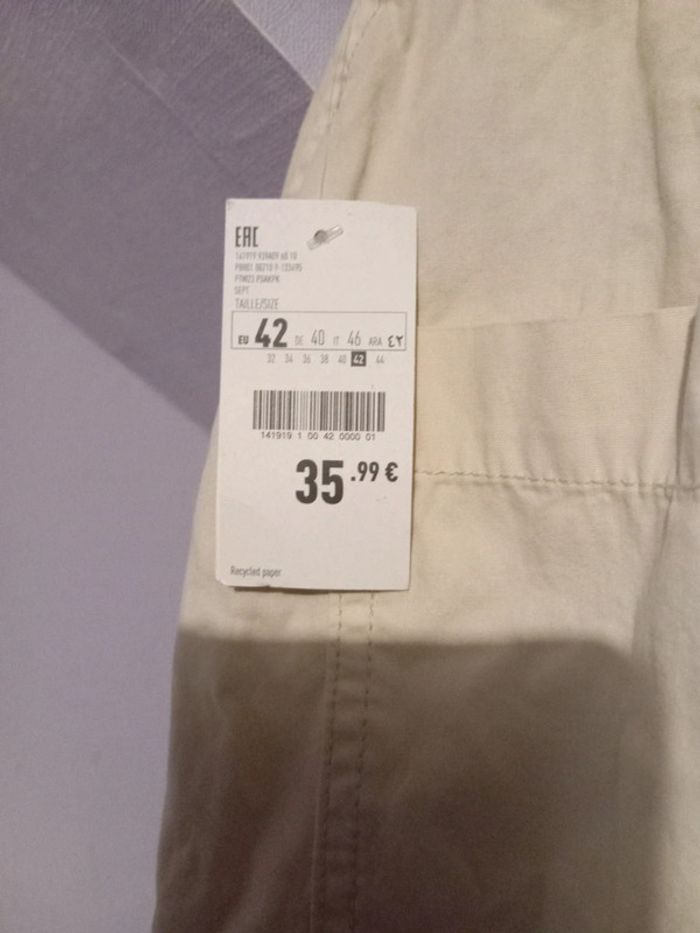 EAC
SEPT
TAILLE/SIZE
EU 42 DE 40 IT 46 ARA ٤٢
32 34 36 38 40 42 44
141919 1 00 42 0000 01
35.99 €
Recycled paper